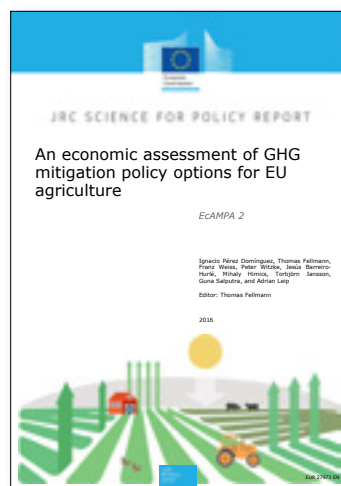 JRC SCIENCE FOR POLICY REPORT
An economic assessment of GHG
mitigation policy options for EU
agriculture
EcAMPA 2
Ignacio Pérez Domínguez, Thomas Fellmann,
Franz Weiss, Peter Witzke, Jesús Barreiro-
Hurlé, Mihaly Himics, Torbjörn Jansson,
Guna Salputra, and Adrian Leip
Editor: Thomas Fellmann
2016
EUR 27973 EN